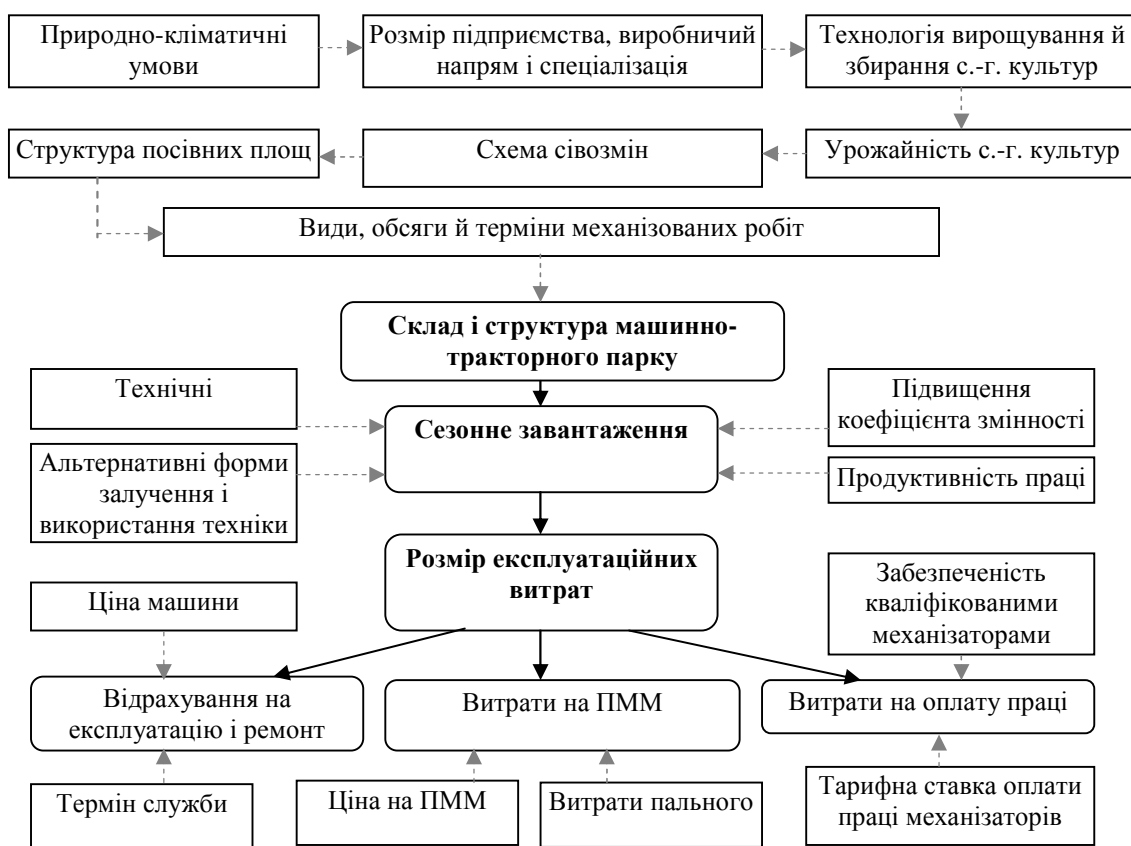 Природно-кліматичні
умови
Розмір підприємства, виробничий
напрям і спеціалізація
Технологія вирощування й
збирання с.-г. культур
Структура посівних площ
Схема сівозмін
Урожайність с.-г. культур
Види, обсяги й терміни механізованих робіт
Склад і структура машинно-
тракторного парку
Технічні
Сезонне завантаження
Підвищення
коефіцієнта змінності
Альтернативні форми
залучення і
використання техніки
Продуктивність праці
Розмір експлуатаційних
витрат
Ціна машини
Забезпеченість
кваліфікованими
механізаторами
Відрахування на
експлуатацію і ремонт
Витрати на ПММ
Витрати на оплату праці
Термін служби
Ціна на ПММ
Витрати пального
Тарифна ставка оплати
праці механізаторів